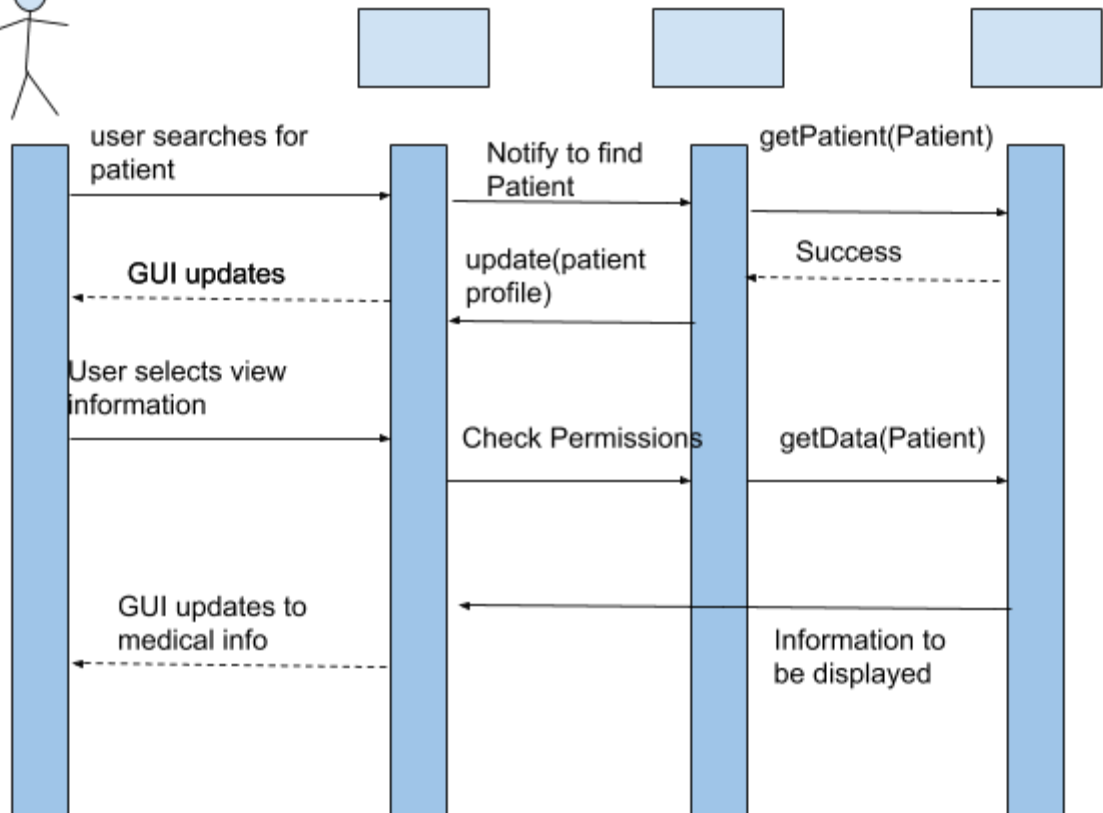 user searches for
patient
Notify to find
Patient
getPatient(Patient)
GUI updates
update(patient
profile)
Success
User selects view
information
Check Permissions
getData(Patient)
GUI updates to
medical info
Information to
be displayed